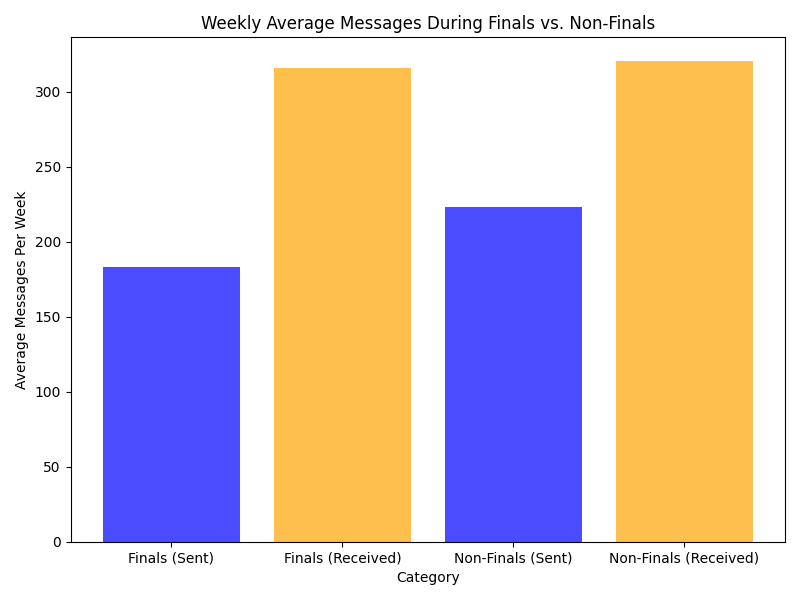 Weekly Average Messages During Finals vs. Non-Finals
Average Messages Per Week
300
250
200
150
100
50
0
Finals (Sent)
Finals (Received)
Non-Finals (Sent)
Non-Finals (Received)
Category